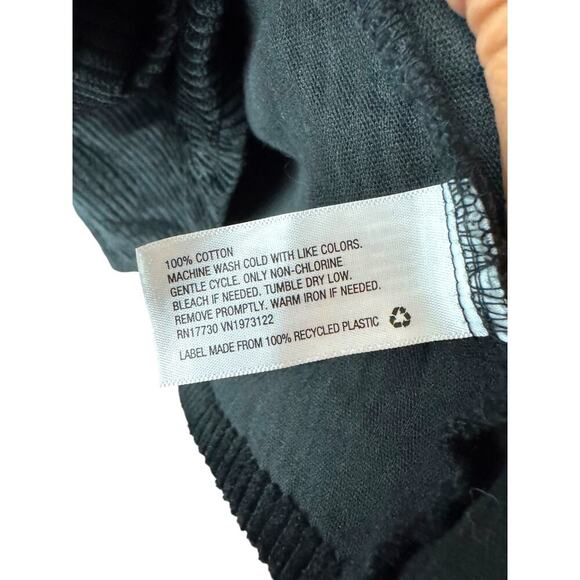 100% COTTON
MACHINE WASH COLD WITH LIKE COLORS.
GENTLE CYCLE. ONLY NON-CHLORINE
BLEACH IF NEEDED. TUMBLE DRY LOW.
REMOVE PROMPTLY. WARM IRON IF NEEDED.
RN17730 VN1973122
LABEL MADE FROM 100% RECYCLED PLASTIC